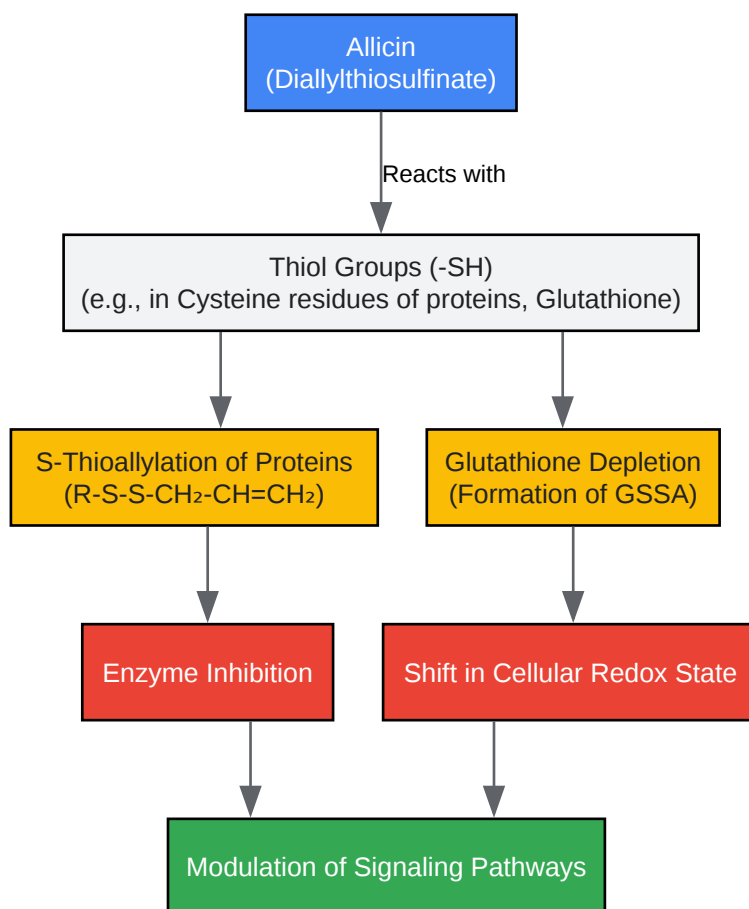 Allicin
(Diallylthiosulfinate)
Reacts with
Thiol Groups (-SH)
(e.g., in Cysteine residues of proteins, Glutathione)
S-Thioallylation of Proteins
(R-S-S-CH₂-CH=CH₂)
Glutathione Depletion
(Formation of GSSA)
Enzyme Inhibition
Shift in Cellular Redox State
Modulation of Signaling Pathways